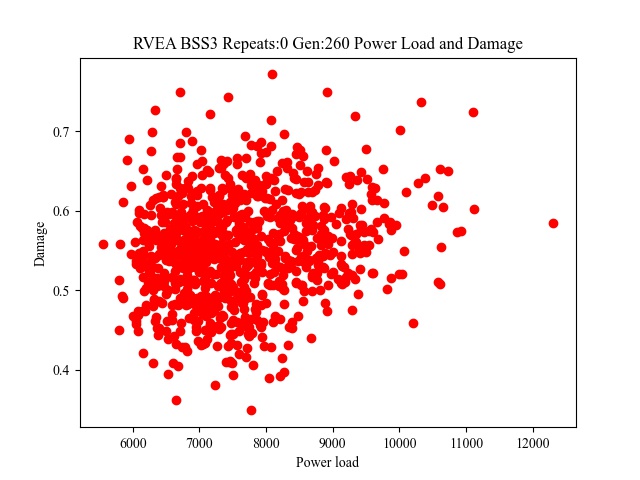 RVEA BSS3 Repeats:0 Gen:260 Power Load and Damage
0.7
0.6
0.5
0.4
Damage
6000 7000 8000 9000 10000 11000 12000
Power load